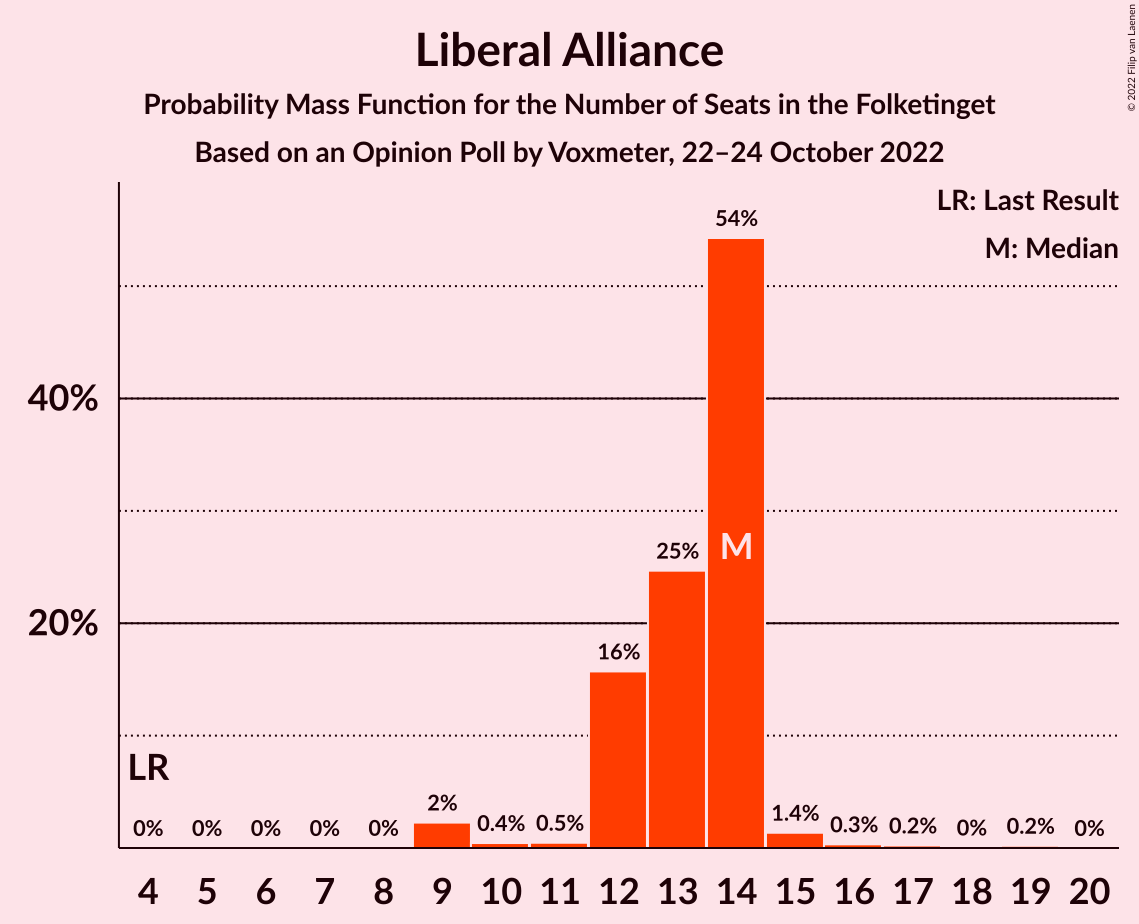 Liberal Alliance
Probability Mass Function for the Number of Seats in the Folketinget
Based on an Opinion Poll by Voxmeter, 22–24 October 2022
© 2022 Filip van Laenen
LR: Last Result
M: Median
54%
40%
25%
M
20%
16%
LR
0% 0% 0% 0% 0% 2% 0.4% 0.5% 1.4% 0.3% 0.2% 0% 0.2% 0%
4 5 6 7 8 9 10 11 12 13 14 15 16 17 18 19 20